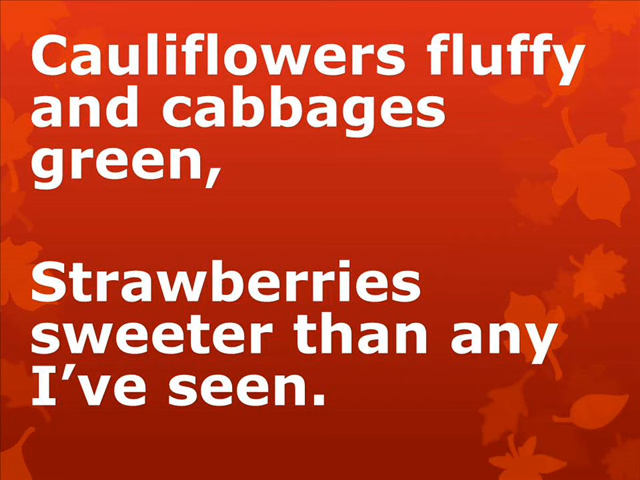 Cauliflowers fluffy
and cabbages
green,
Strawberries
sweeter than any
I’ve seen.